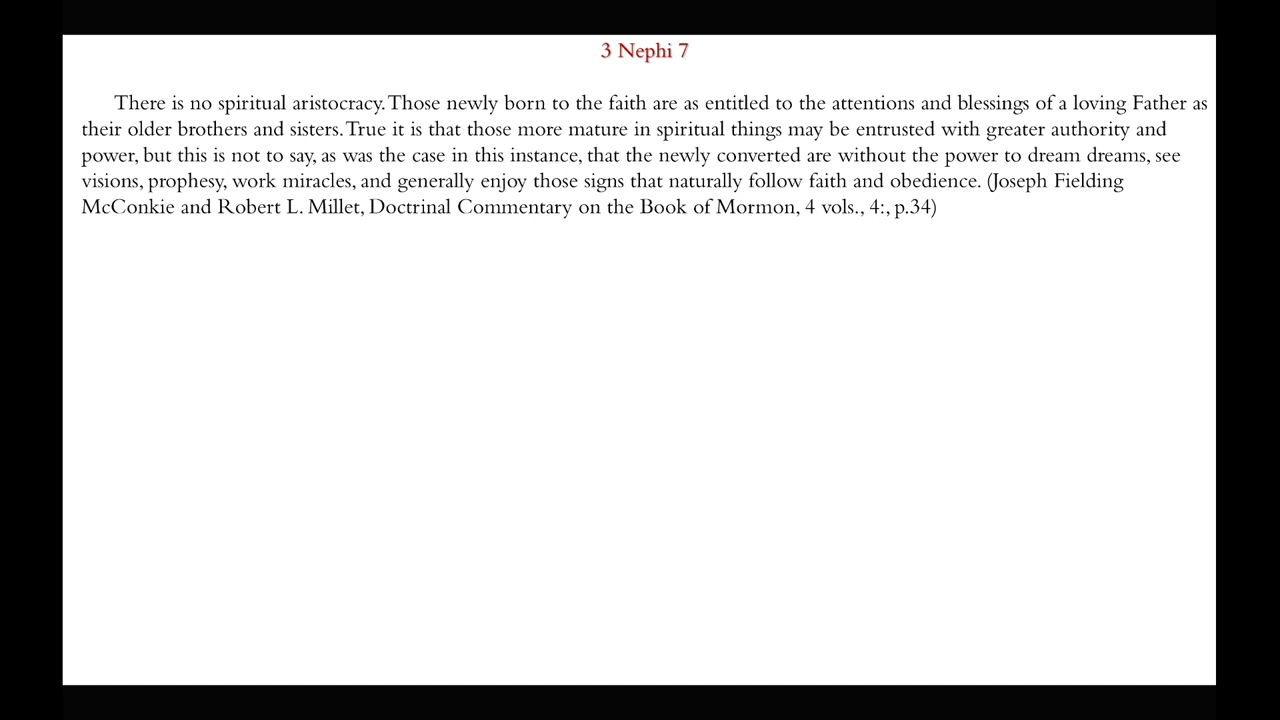 3 Nephi 7
There is no spiritual aristocracy. Those newly born to the faith are as entitled to the attentions and blessings of a loving Father as
their older brothers and sisters. True it is that those more mature in spiritual things may be entrusted with greater authority and
power, but this is not to say, as was the case in this instance, that the newly converted are without the power to dream dreams, see
visions, prophesy, work miracles, and generally enjoy those signs that naturally follow faith and obedience. (Joseph Fielding
McConkie and Robert L. Millet, Doctrinal Commentary on the Book of Mormon, 4 vols., 4:, p.34)